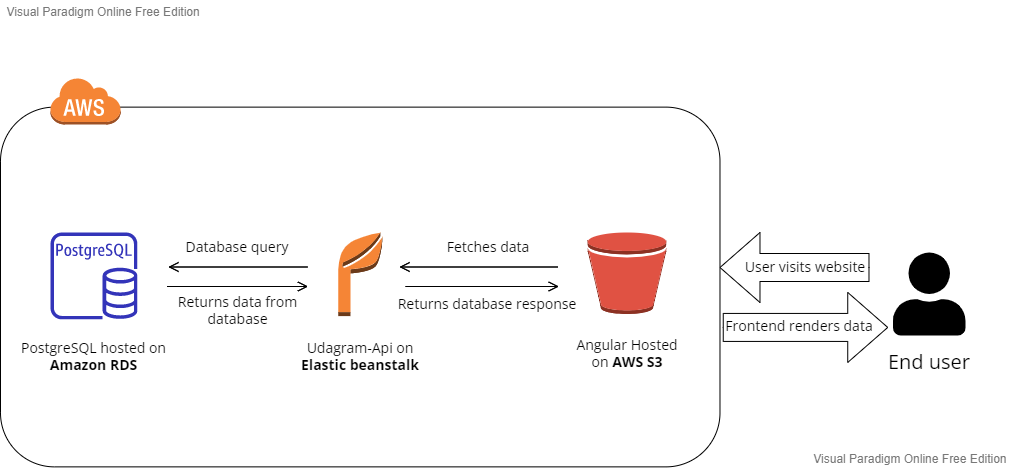 Visual Paradigm Online Free Edition
AWS
PostgreSQL
Database query
Returns data from
database
Fetches data
Returns database response
User visits website
Frontend renders data
PostgreSQL hosted on
Amazon RDS
Udagram-Api on
Elastic beanstalk
Angular Hosted
on AWS S3
End user
Visual Paradigm Online Free Edition